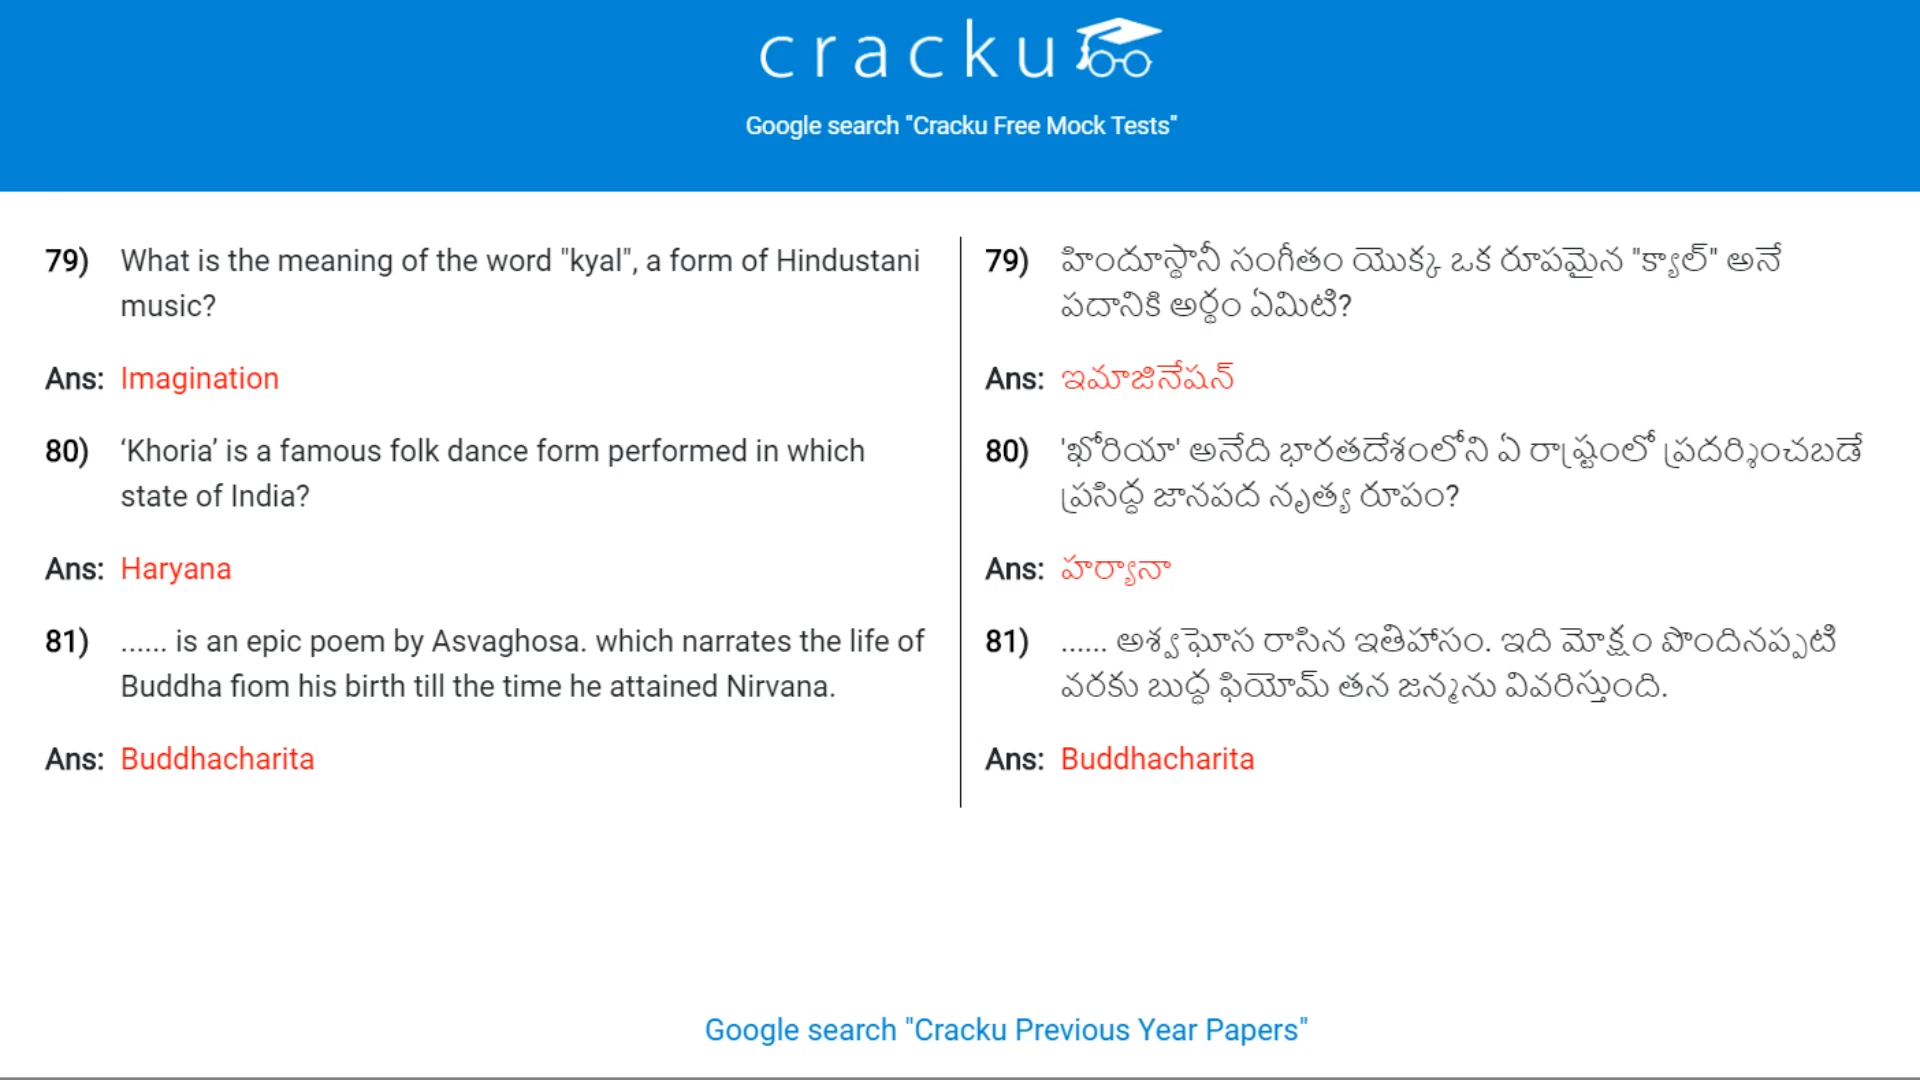 cracku
Google search "Cracku Free Mock Tests"
79) What is the meaning of the word "kyal", a form of Hindustani
music?
Ans: Imagination
80) ‘Khoria’ is a famous folk dance form performed in which
state of India?
Ans: Haryana
81) ...... is an epic poem by Asvaghosa. which narrates the life of
Buddha fiom his birth till the time he attained Nirvana.
Ans: Buddhacharita
79) హిందూస్థానీ సంగీతం యొక్క ఒక రూపమైన "క్యాల్" అనే
పదానికి అర్థం ఏమిటి?
Ans: ఇమాజినేషన్
80) 'ఖోరియా' అనేది భారతదేశంలోని ఏ రాష్ట్రంలో ప్రదర్శించబడే
ప్రసిద్ధ జానపద నృత్య రూపం?
Ans: హర్యానా
81) ...... అశ్వఘోస రాసిన ఇతిహాసం. ఇది మోక్షం పొందినప్పటి
వరకు బుద్ధ ఫియోమ్ తన జన్మను వివరిస్తుంది.
Ans: Buddhacharita
Google search "Cracku Previous Year Papers"